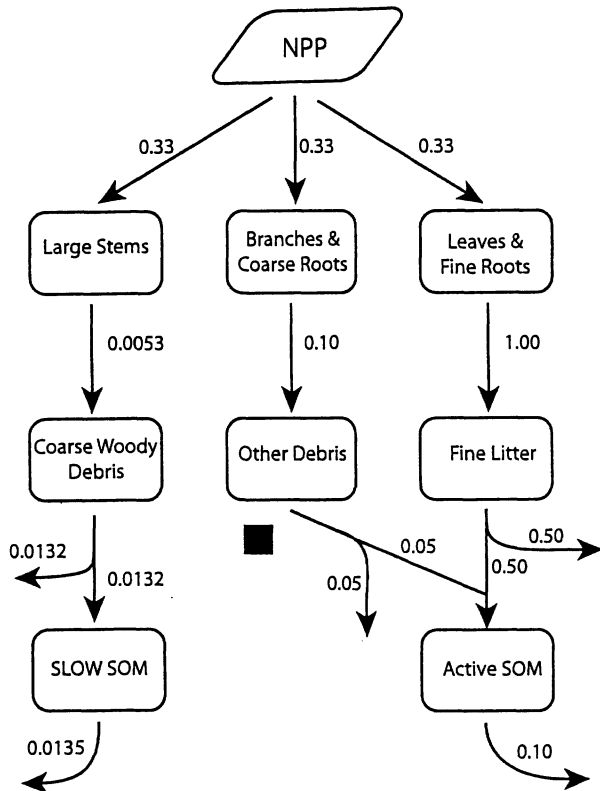 NPP
0.33
0.33
0.33
Large Stems
Branches &
Coarse Roots
Leaves &
Fine Roots
0.0053
0.10
1.00
Coarse Woody
Debris
Other Debris
Fine Litter
0.0132
0.0132
0.05
0.05
0.50
0.50
SLOW SOM
Active SOM
0.0135
0.10